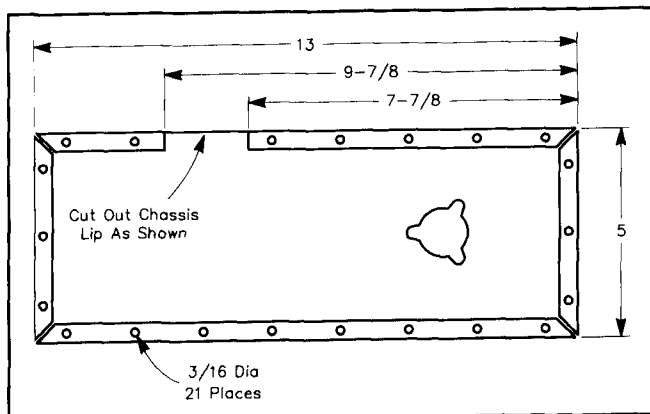 13
9-7/8
7-7/8
Cut Out Chassis
Lip As Shown
5
3/16 Dia
21 Places